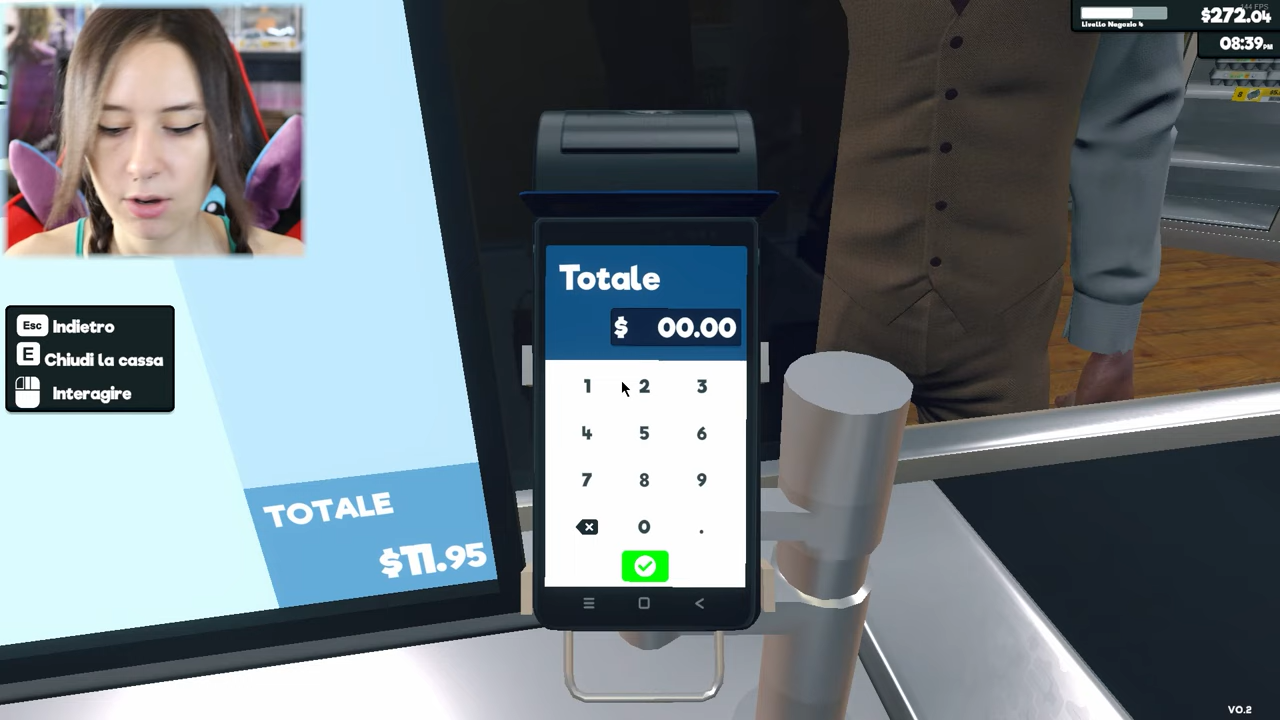 $272.04
Livello Negozio 4
08:39PM
Totale
$ 00.00
Esc Indietro
E Chiudi la cassa
Interagire
1 2 3
4 5 6
7 8 9
0 .
TOTALE
$11.95
V0.2